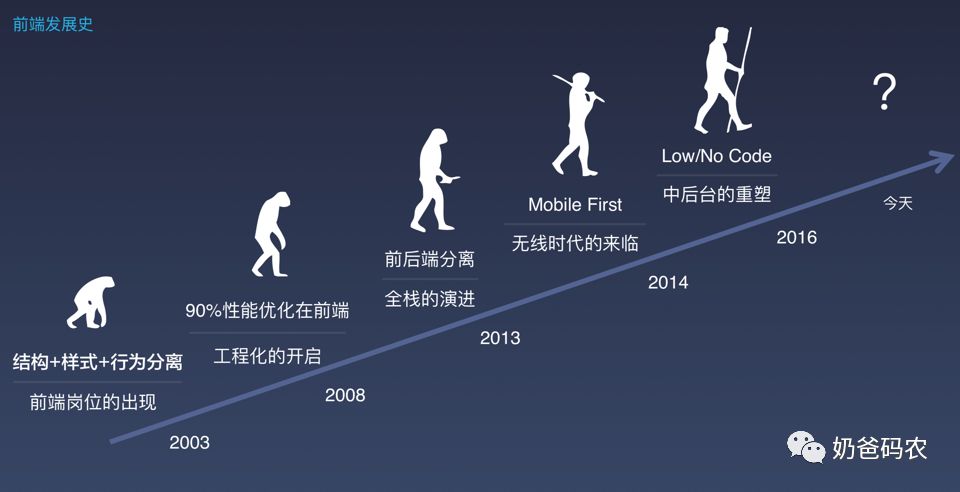 前端发展史
结构+样式+行为分离
前端岗位的出现
2003
90%性能优化在前端
工程化的开启
2008
前后端分离
全栈的演进
2013
Mobile First
无线时代的来临
2014
Low/No Code
中后台的重塑
2016
?
今天
奶爸码农